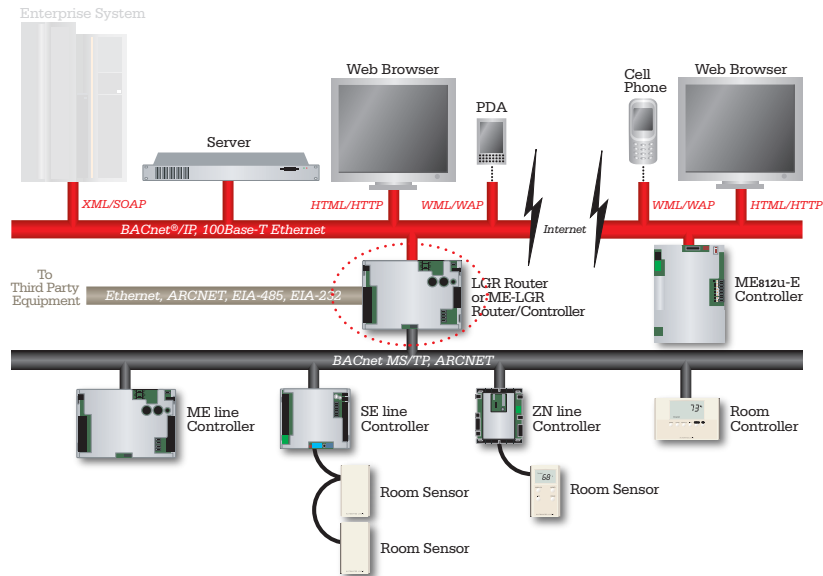 Enterprise System
Web Browser
Cell
Phone
Web Browser
PDA
Server
XML/SOAP
HTML/HTTP
WML/WAP
Internet
WML/WAP
HTML/HTTP
BACnet®/IP, 100Base-T Ethernet
To
Third Party
Equipment
Ethernet, ARCNET, EIA-485, EIA-232
LGR Router
or ME-LGR
Router/Controller
ME812u-E
Controller
BACnet MS/TP, ARCNET
ME line
Controller
SE line
Controller
ZN line
Controller
73°
Room
Controller
Room Sensor
68°
Room Sensor
Room Sensor